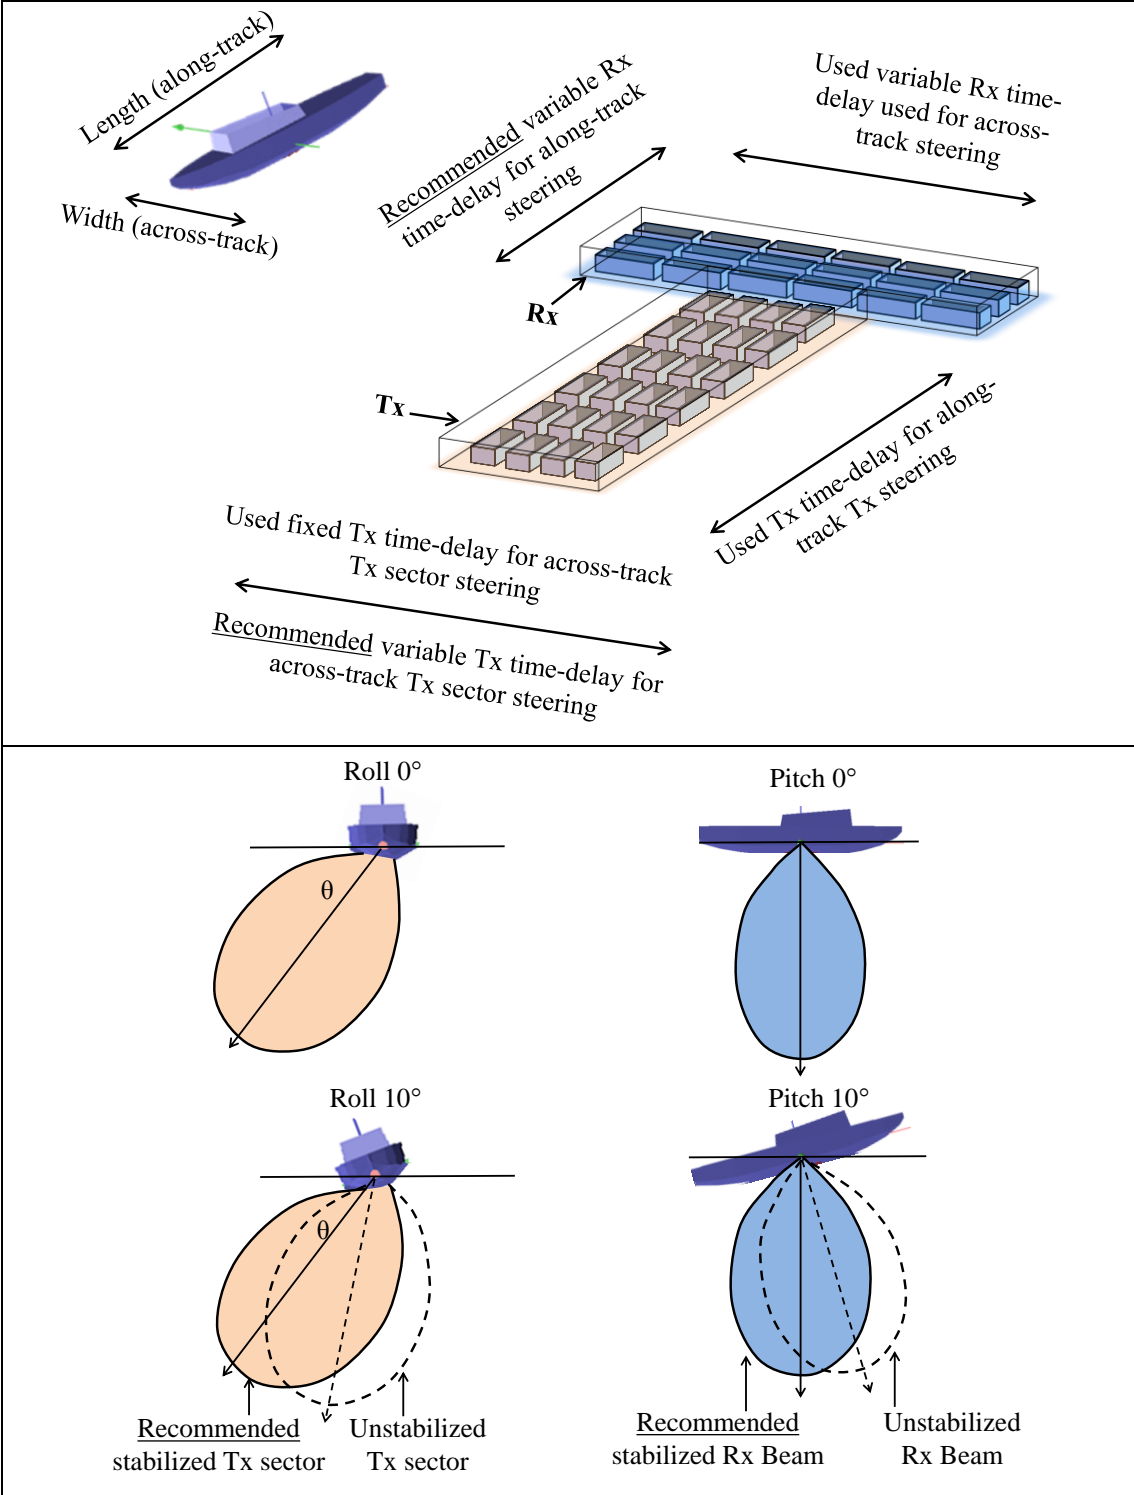 Length (along-track)
Width (across-track)
Recommended variable Rx
time-delay for along-track
steering
Used variable Rx time-
delay used for across-
track steering
Rx
Tx
Used Tx time-delay for along-
track Tx steering
Used fixed Tx time-delay for across-track
Tx sector steering
Recommended variable Tx time-delay for
across-track Tx sector steering
Roll 0°
Pitch 0°
θ
Roll 10°
Pitch 10°
θ
Recommended
stabilized Tx sector
Unstabilized
Tx sector
Recommended
stabilized Rx Beam
Unstabilized
Rx Beam